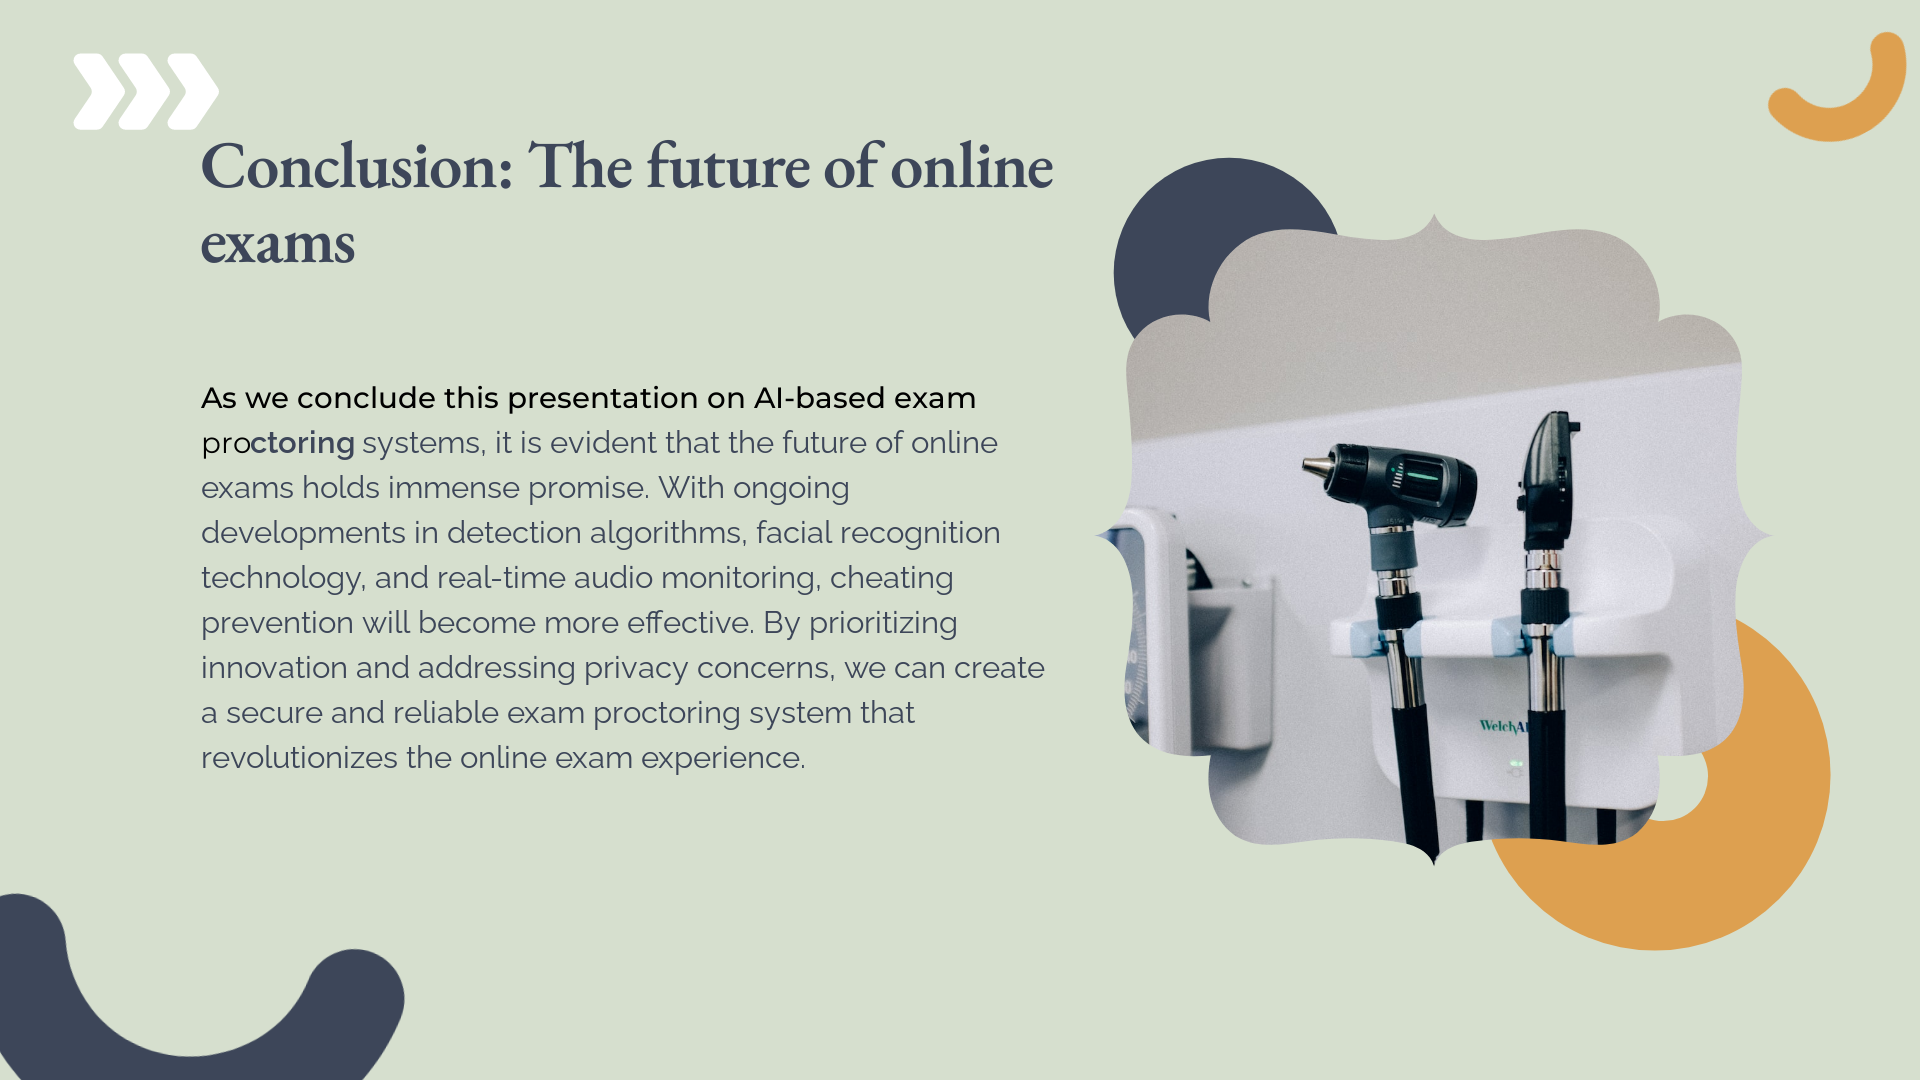 Conclusion: The future of online
exams
As we conclude this presentation on AI-based exam
proctoring systems, it is evident that the future of online
exams holds immense promise. With ongoing
developments in detection algorithms, facial recognition
technology, and real-time audio monitoring, cheating
prevention will become more effective. By prioritizing
innovation and addressing privacy concerns, we can create
a secure and reliable exam proctoring system that
revolutionizes the online exam experience.